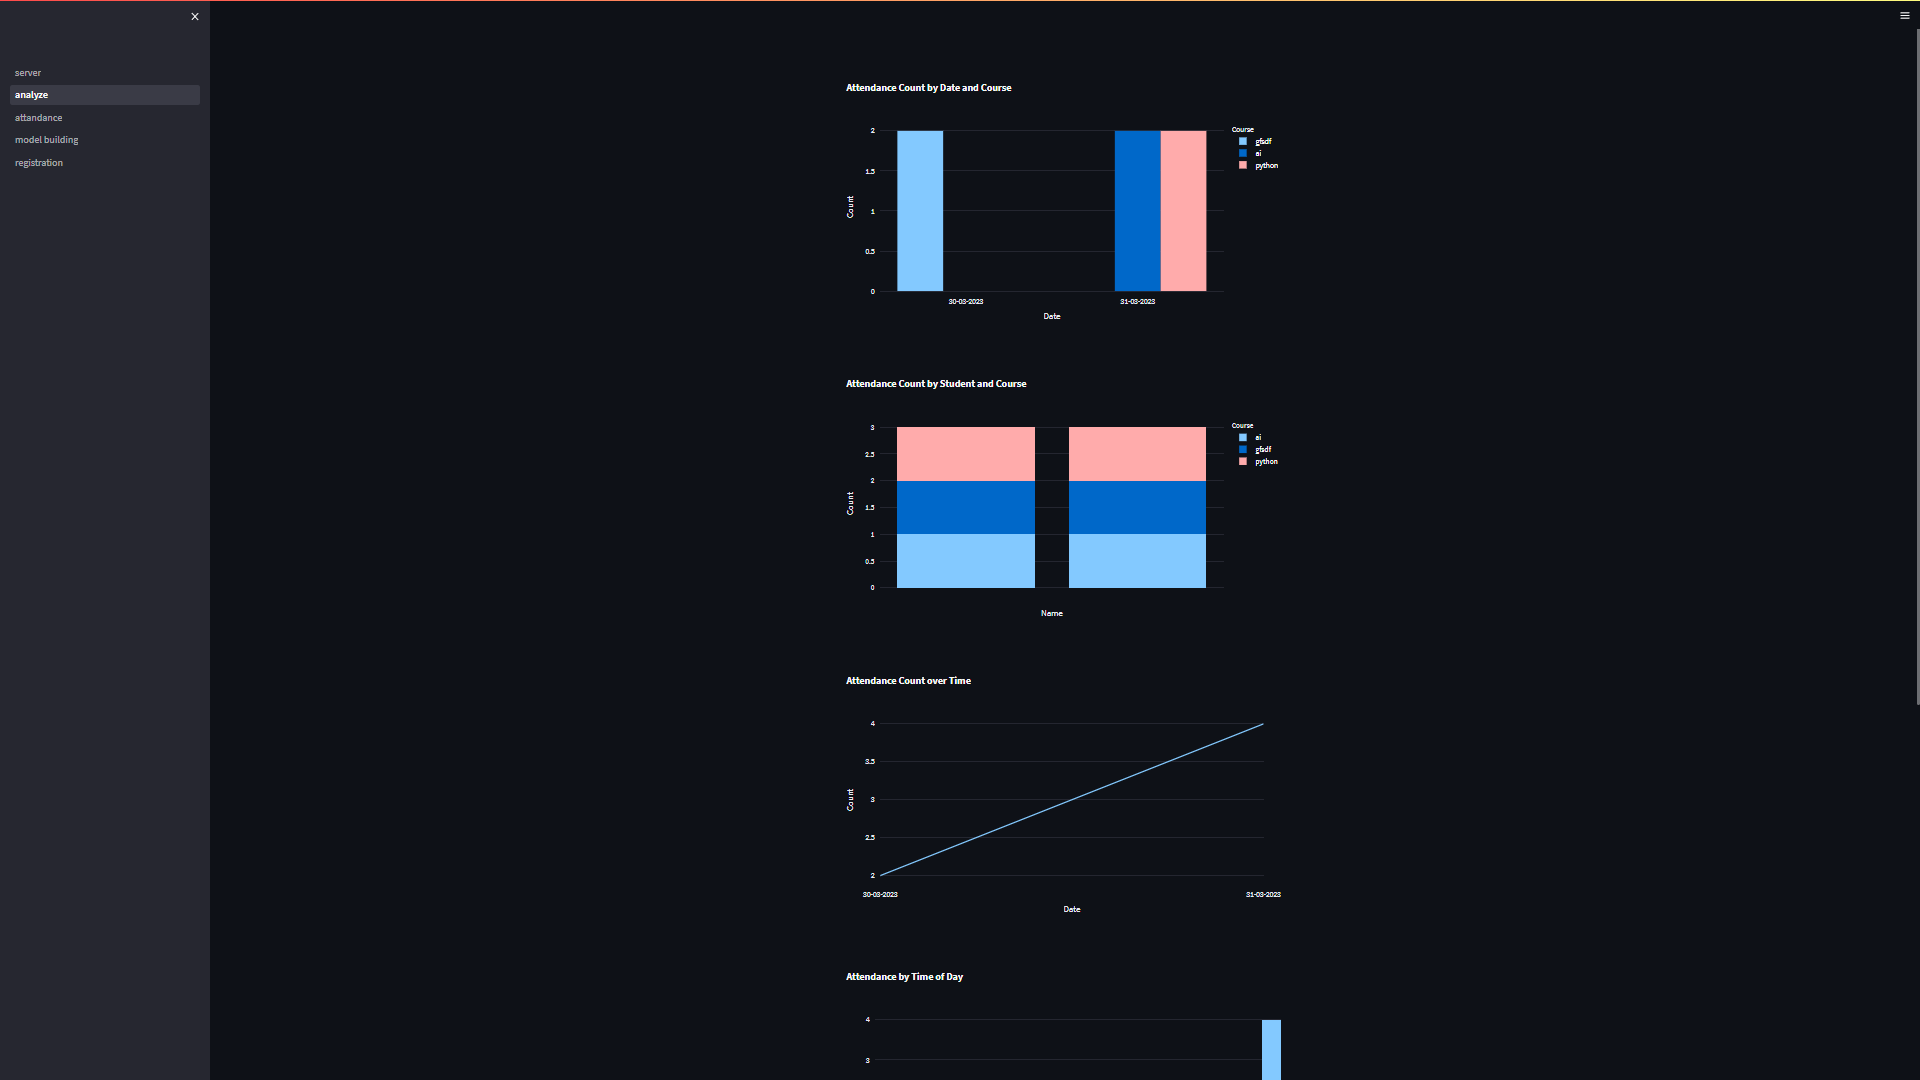 server
analyze
attandance
model building
registration
Attendance Count by Date and Course
Course
gfsdf
ai
python
2
1.5
1
0.5
0
Count
30-03-2023
31-03-2023
Date
Attendance Count by Student and Course
Course
ai
gfsdf
python
3
2.5
2
1.5
1
0.5
0
Count
Name
Attendance Count over Time
4
3.5
3
2.5
2
Count
30-03-2023
31-03-2023
Date
Attendance by Time of Day
4
3